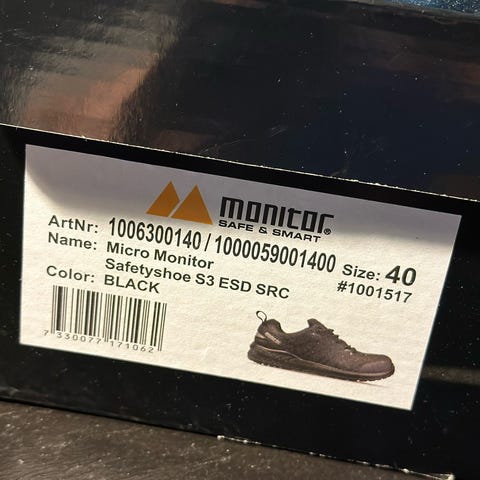 monitor
SAFE & SMART
ArtNr: 1006300140 / 1000059001400 Size: 40
Name: Micro Monitor #1001517
Safetyshoe S3 ESD SRC
Color: BLACK
7 330077 171062